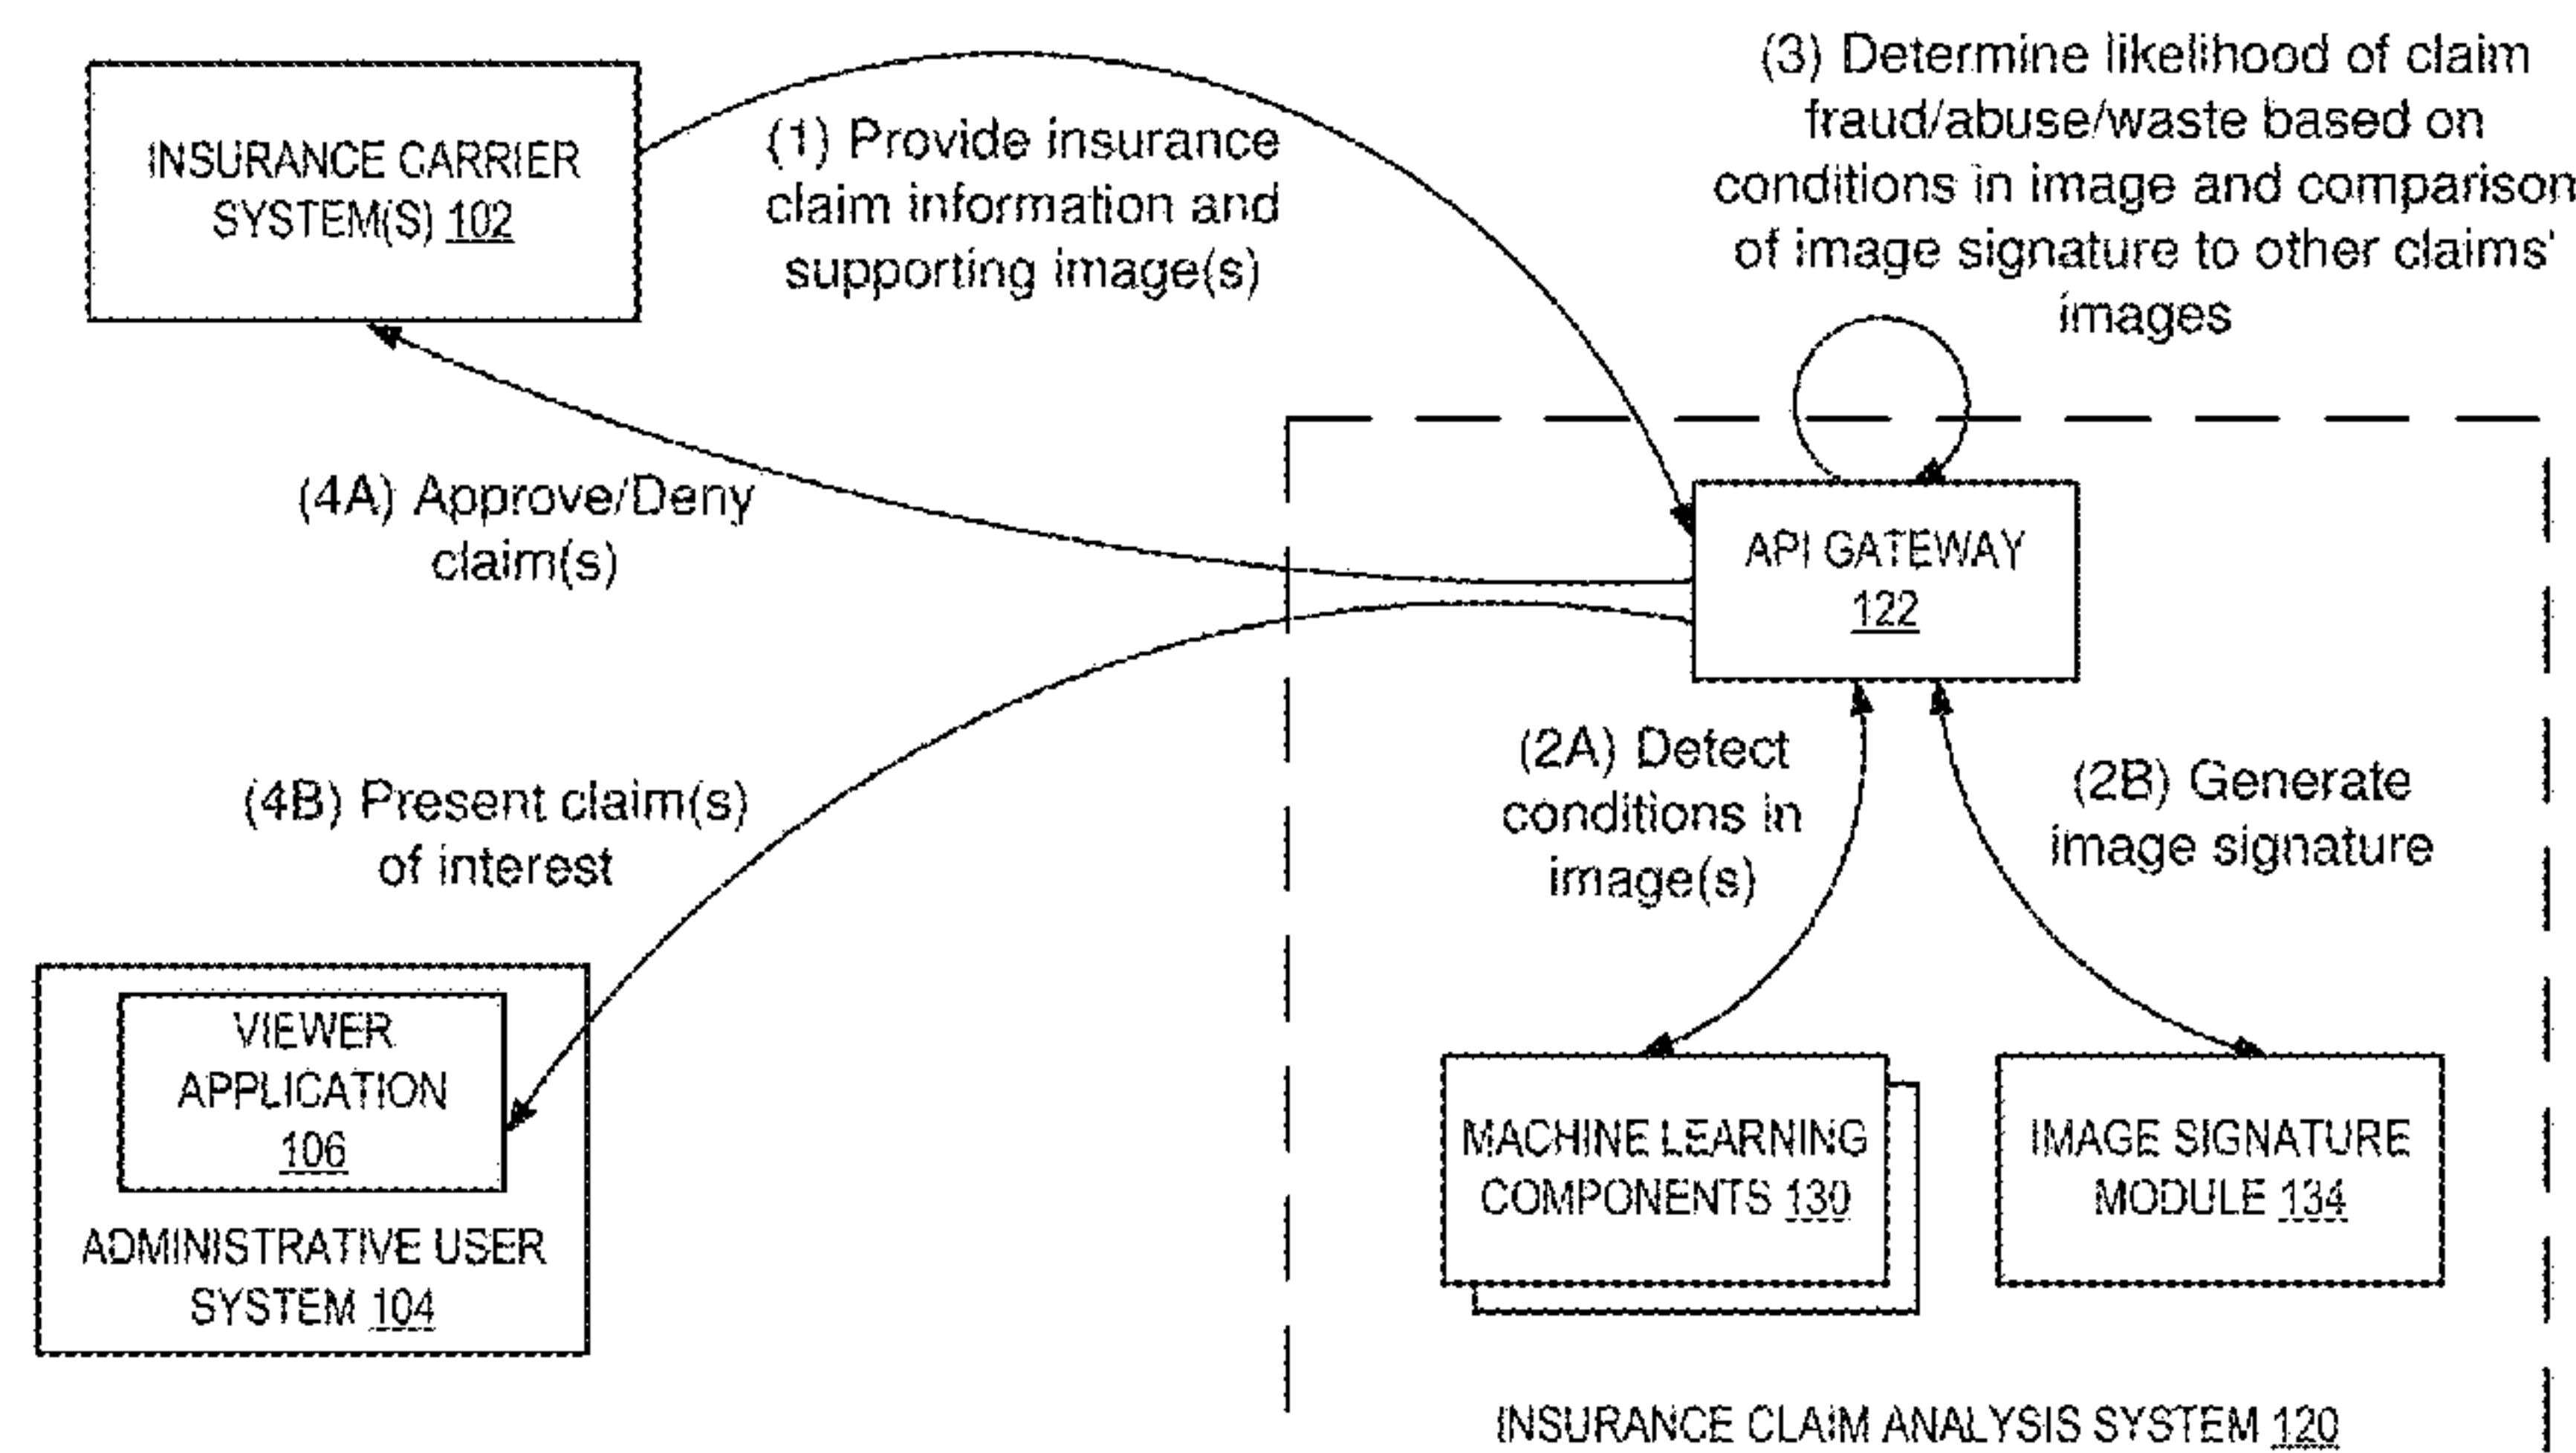 INSURANCE CARRIER
SYSTEM(S) 102
(1) Provide insurance
claim information and
supporting image(s)
(3) Determine likelihood of claim
fraud/abuse/waste based on
conditions in image and comparison
of image signature to other claims'
images
(4A) Approve/Deny
claim(s)
API GATEWAY
122
(4B) Present claim(s)
of interest
(2A) Detect
conditions in
image(s)
(2B) Generate
image signature
VIEWER
APPLICATION
106
ADMINISTRATIVE USER
SYSTEM 104
MACHINE LEARNING
COMPONENTS 130
IMAGE SIGNATURE
MODULE 134
INSURANCE CLAIM ANALYSIS SYSTEM 120